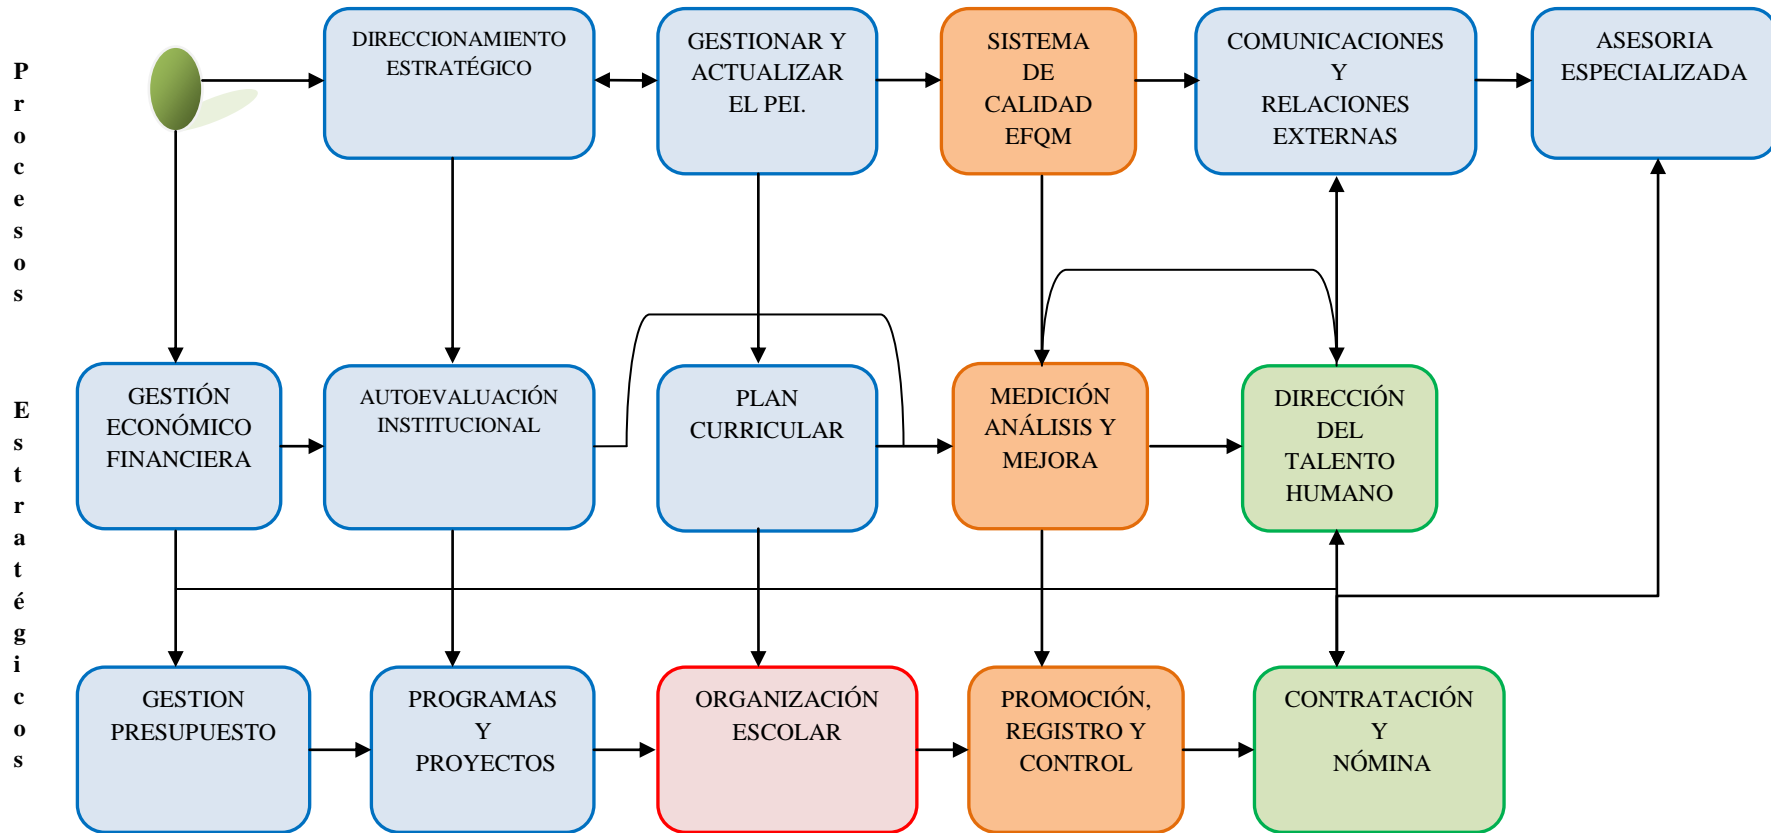 Procesos Estratégicos
DIRECCIONAMIENTO
ESTRATÉGICO
GESTIONAR Y
ACTUALIZAR
EL PEI.
SISTEMA
DE
CALIDAD
EFQM
COMUNICACIONES
Y
RELACIONES
EXTERNAS
ASESORIA
ESPECIALIZADA
GESTIÓN
ECONÓMICO
FINANCIERA
AUTOEVALUACIÓN
INSTITUCIONAL
PLAN
CURRICULAR
MEDICIÓN
ANÁLISIS Y
MEJORA
DIRECCIÓN
DEL
TALENTO
HUMANO
GESTION
PRESUPUESTO
PROGRAMAS
Y
PROYECTOS
ORGANIZACIÓN
ESCOLAR
PROMOCIÓN,
REGISTRO Y
CONTROL
CONTRATACIÓN
Y
NÓMINA